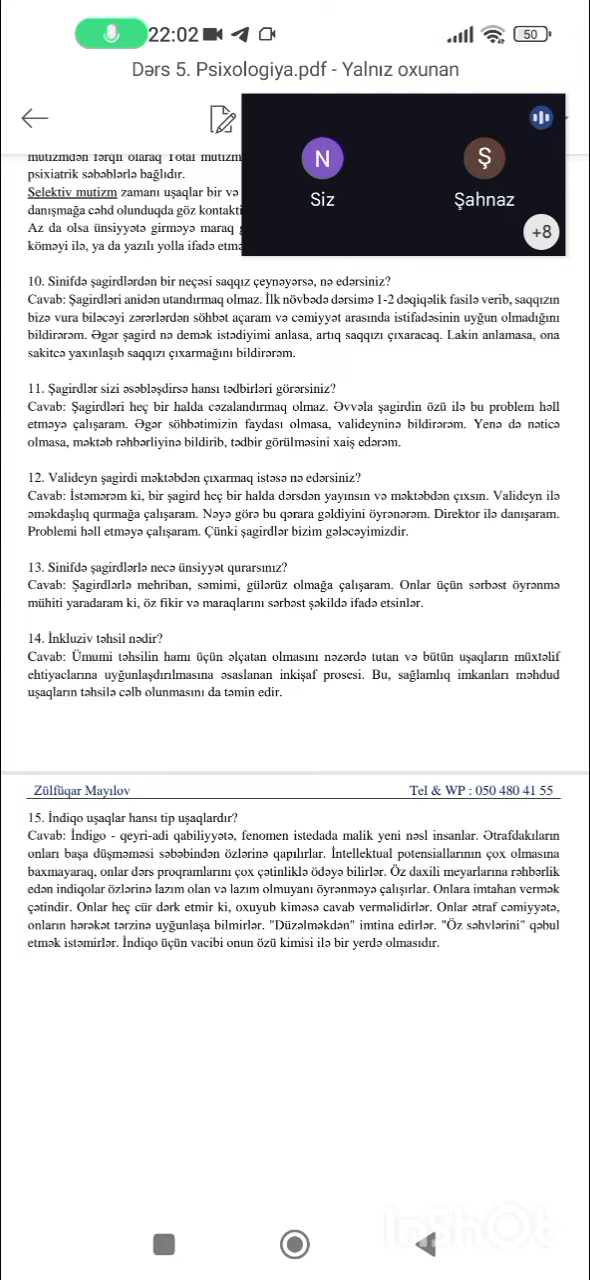 22:02
50
Dərs 5. Psixologiya.pdf - Yalnız oxunan
N
Ş
Siz
Şahnaz
+8
mutizmdən fərqli olaraq Total mutizm
psixiatrik səbəblərlə bağlıdır.
Selektiv mutizm zamanı uşaqlar bir və
danışmağa cəhd olunduqda göz kontakti
Az da olsa ünsiyyətə girməyə maraq
köməyi ilə, ya da yazılı yolla ifadə etmə
10. Sinifdə şagirdlərdən bir neçəsi saqqız çeynəyərsə, nə edərsiniz?
Cavab: Şagirdləri anidən utandırmaq olmaz. İlk növbədə dərsimə 1-2 dəqiqəlik fasilə verib, saqqızın
bizə vura biləcəyi zərərlərdən söhbət açaram və cəmiyyət arasında istifadəsinin uyğun olmadığını
bildirərəm. Əgər şagird nə demək istədiyimi anlasa, artıq saqqızı çıxaracaq. Lakin anlamasa, ona
sakitcə yaxınlaşıb saqqızı çıxarmağını bildirərəm.
11. Şagirdlər sizi əsəbləşdirsə hansı tədbirləri görərsiniz?
Cavab: Şagirdləri heç bir halda cəzalandırmaq olmaz. Əvvəla şagirdin özü ilə bu problem həll
etməyə çalışaram. Əgər söhbətimizin faydası olmasa, valideyninə bildirərəm. Yenə də nəticə
olmasa, məktəb rəhbərliyinə bildirib, tədbir görülməsini xaiş edərəm.
12. Valideyn şagirdi məktəbdən çıxarmaq istəsə nə edərsiniz?
Cavab: İstəmərəm ki, bir şagird heç bir halda dərsdən yayınsın və məktəbdən çıxsın. Valideyn ilə
əməkdaşlıq qurmağa çalışaram. Nəyə görə bu qərara gəldiyini öyrənərəm. Direktor ilə danışaram.
Problemi həll etməyə çalışaram. Çünki şagirdlər bizim gələcəyimizdir.
13. Sinifdə şagirdlərlə necə ünsiyyət qurarsınız?
Cavab: Şagirdlərlə mehriban, səmimi, gülərüz olmağa çalışaram. Onlar üçün sərbəst öyrənmə
mühiti yaradaram ki, öz fikir və maraqlarını sərbəst şəkildə ifadə etsinlər.
14. İnkluziv təhsil nədir?
Cavab: Ümumi təhsilin hamı üçün əlçatan olmasını nəzərdə tutan və bütün uşaqların müxtəlif
ehtiyaclarına uyğunlaşdırılmasına əsaslanan inkişaf prosesi. Bu, sağlamlıq imkanları məhdud
uşaqların təhsilə cəlb olunmasını da təmin edir.
Zülfüqar Mayılov Tel & WP : 050 480 41 55
15. İndiqo uşaqlar hansı tip uşaqlardır?
Cavab: İndigo - qeyri-adi qabiliyyətə, fenomen istedada malik yeni nəsl insanlar. Ətrafdakıların
onları başa düşməməsi səbəbindən özlərinə qapılırlar. İntellektual potensiallarının çox olmasına
baxmayaraq, onlar dərs proqramlarını çox çətinliklə ödəyə bilirlər. Öz daxili meyarlarına rəhbərlik
edən indiqolar özlərinə lazım olan və lazım olmuyanı öyrənməyə çalışırlar. Onlara imtahan vermək
çətindir. Onlar heç cür dərk etmir ki, oxuyub kiməsə cavab verməlidirlər. Onlar ətraf cəmiyyətə,
onların hərəkət tərzinə uyğunlaşa bilmirlər. "Düzəlməkdən" imtina edirlər. "Öz səhvlərini" qəbul
etmək istəmirlər. İndiqo üçün vacibi onun özü kimisi ilə bir yerdə olmasıdır.
InShOt